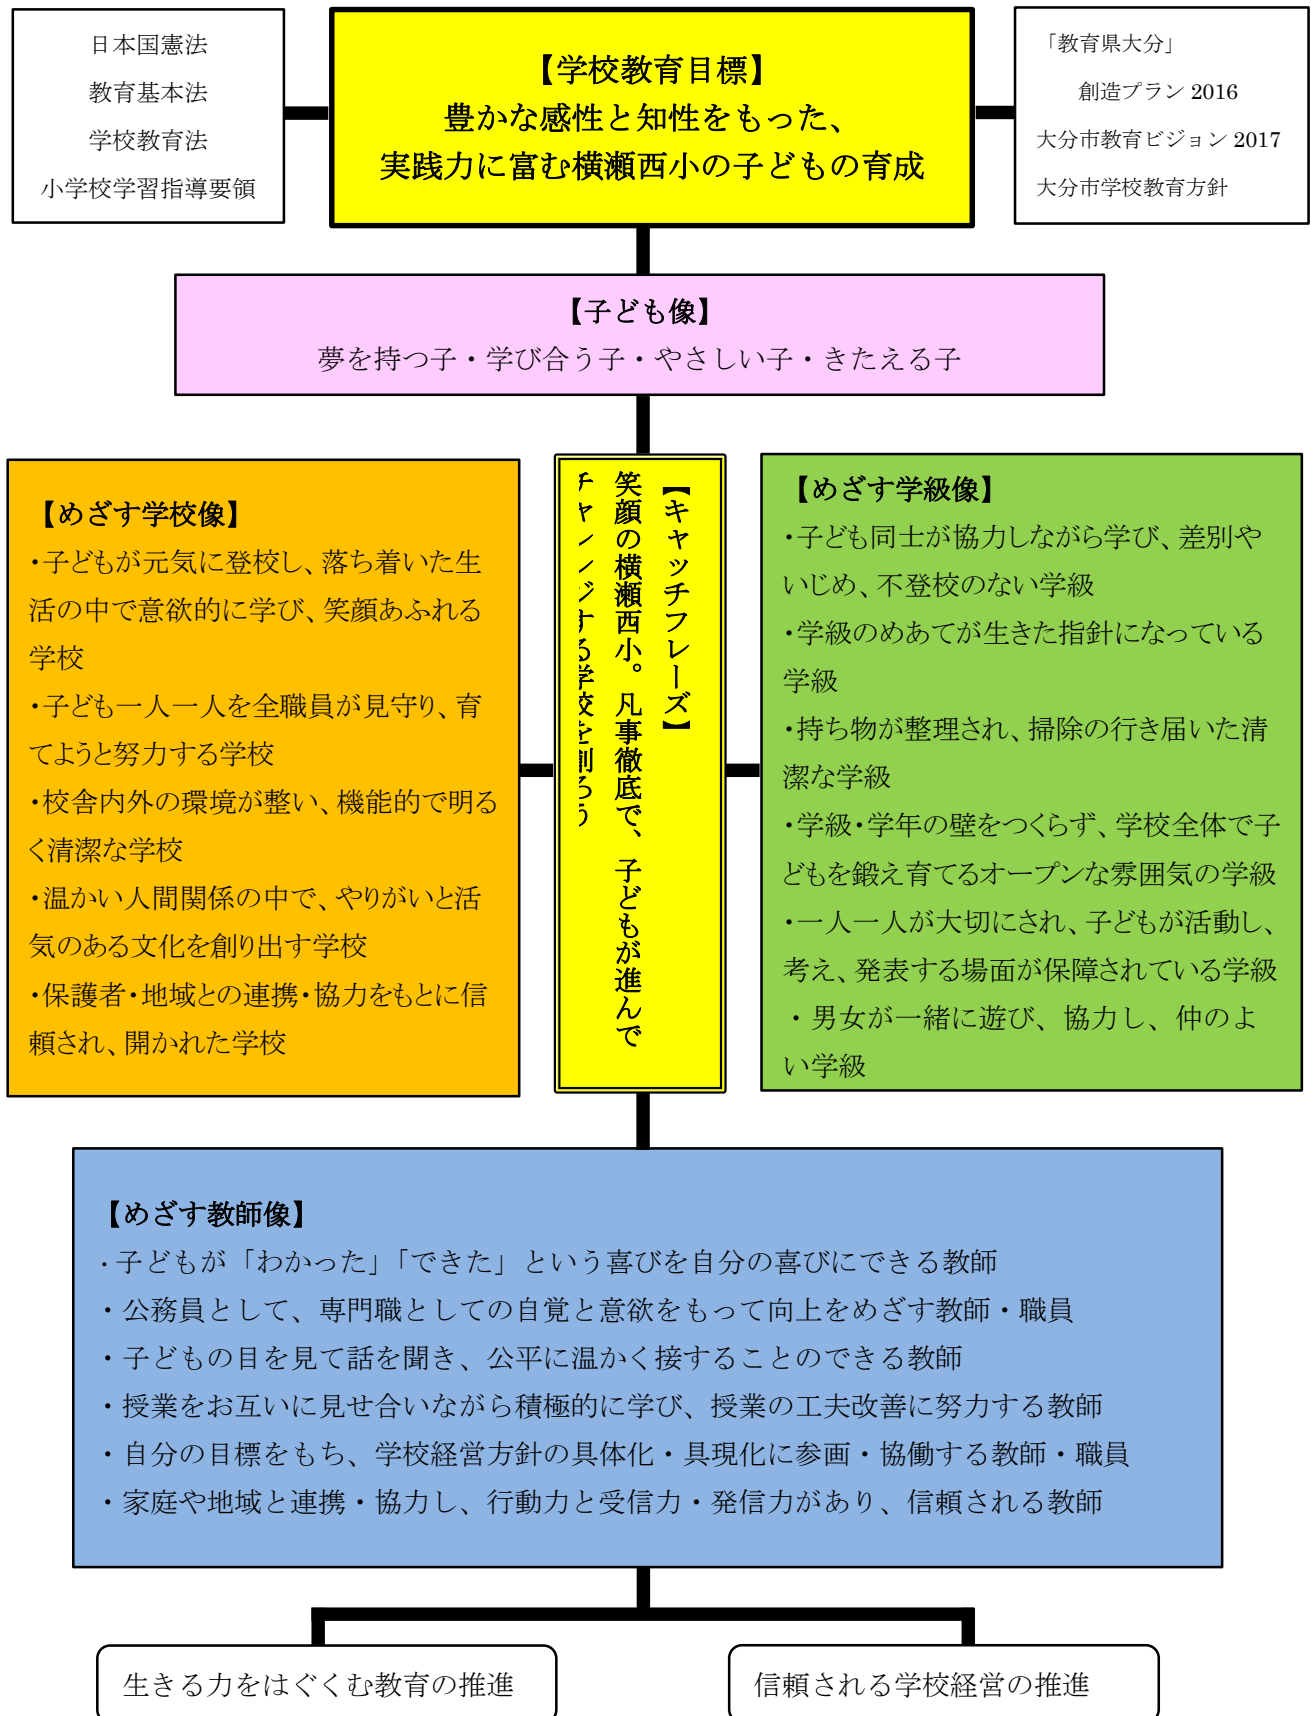 日本国憲法
教育基本法
学校教育法
小学校学習指導要領
【学校教育目標】
豊かな感性と知性をもった、
実践力に富む横瀬西小の子どもの育成
「教育県大分」
創造プラン 2016
大分市教育ビジョン 2017
大分市学校教育方針
【子ども像】
夢を持つ子・学び合う子・やさしい子・きたえる子
【めざす学校像】
・子どもが元気に登校し、落ち着いた生
活の中で意欲的に学び、笑顔あふれる
学校
・子ども一人一人を全職員が見守り、育
てようと努力する学校
・校舎内外の環境が整い、機能的で明る
く清潔な学校
・温かい人間関係の中で、やりがいと活
気のある文化を創り出す学校
・保護者・地域との連携・協力をもとに信
頼され、開かれた学校
【キャッチフレーズ】
笑顔の横瀬西小。凡事徹底で、子どもが進んで
チャレンジする学校を創ろう
【めざす学級像】
・子ども同士が協力しながら学び、差別や
いじめ、不登校のない学級
・学級のめあてが生きた指針になっている
学級
・持ち物が整理され、掃除の行き届いた清
潔な学級
・学級・学年の壁をつくらず、学校全体で子
どもを鍛え育てるオープンな雰囲気の学級
・一人一人が大切にされ、子どもが活動し、
考え、発表する場面が保障されている学級
・男女が一緒に遊び、協力し、仲のよ
い学級
【めざす教師像】
・子どもが「わかった」「できた」という喜びを自分の喜びにできる教師
・公務員として、専門職としての自覚と意欲をもって向上をめざす教師・職員
・子どもの目を見て話を聞き、公平に温かく接することのできる教師
・授業をお互いに見せ合いながら積極的に学び、授業の工夫改善に努力する教師
・自分の目標をもち、学校経営方針の具体化・具現化に参画・協働する教師・職員
・家庭や地域と連携・協力し、行動力と受信力・発信力があり、信頼される教師
生きる力をはぐくむ教育の推進
信頼される学校経営の推進